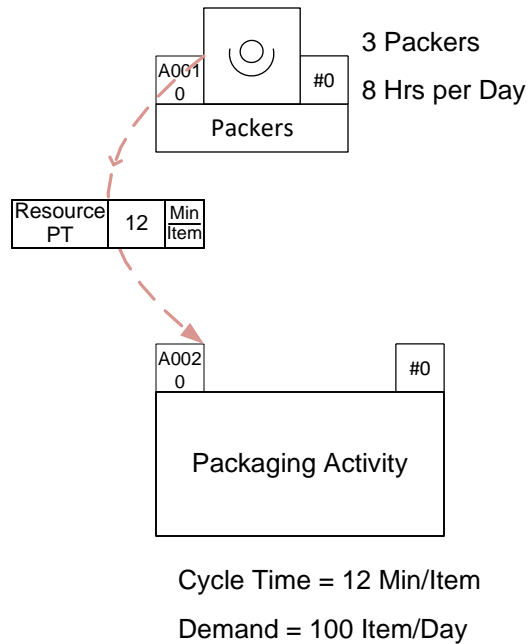 3 Packers
A001
0
#0
8 Hrs per Day
Packers
Resource
PT
12
Min
Item
A002
0
#0
Packaging Activity
Cycle Time = 12 Min/Item
Demand = 100 Item/Day